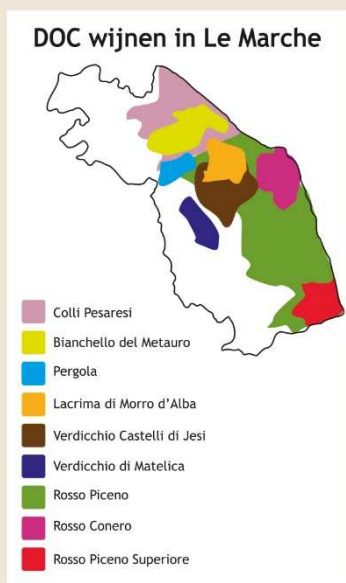 DOC wijnen in Le Marche
Colli Pesaresi
Bianchello del Metauro
Pergola
Lacrima di Morro d'Alba
Verdicchio Castelli di Jesi
Verdicchio di Matelica
Rosso Piceno
Rosso Conero
Rosso Piceno Superiore